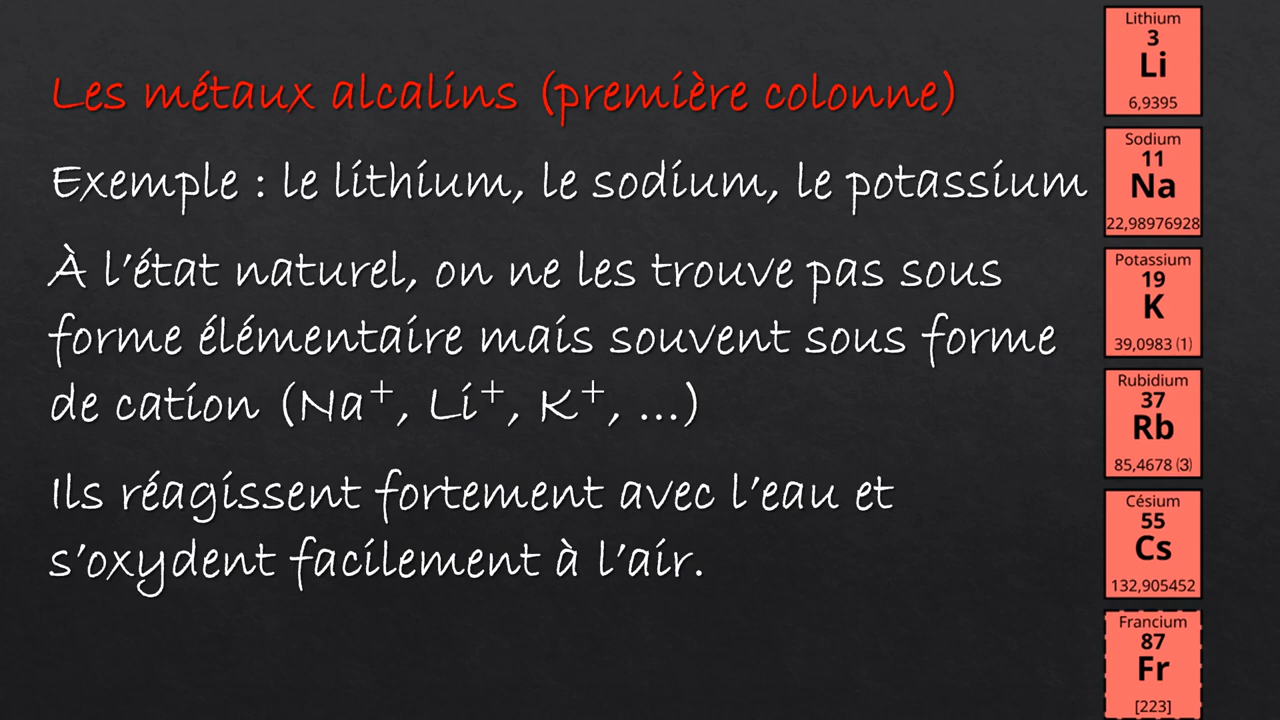 Les métaux alcalins (première colonne)
Exemple : le lithium, le sodium, le potassium
À l'état naturel, on ne les trouve pas sous
forme élémentaire mais souvent sous forme
de cation (Na⁺, Li⁺, K⁺, ...)
Ils réagissent fortement avec l'eau et
s'oxydent facilement à l'air.
Lithium
3
Li
6,9395
Sodium
11
Na
22,98976928
Potassium
19
K
39,0983 (1)
Rubidium
37
Rb
85,4678 (3)
Césium
55
Cs
132,905452
Francium
87
Fr
[223]